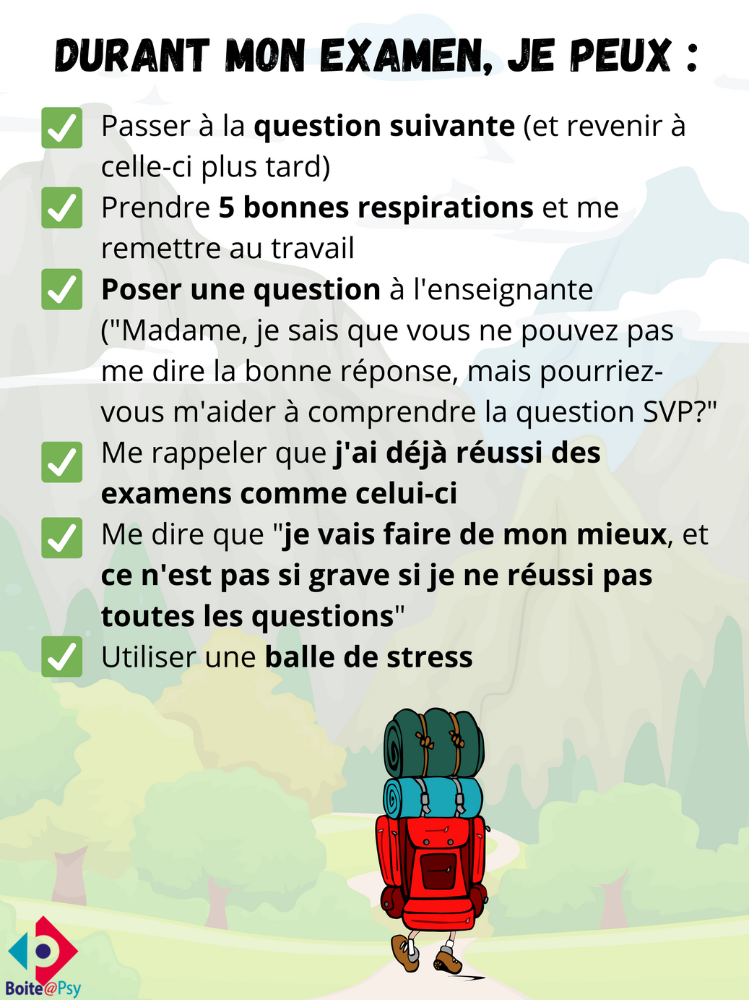 DURANT MON EXAMEN, JE PEUX :
Passer à la question suivante (et revenir à
celle-ci plus tard)
Prendre 5 bonnes respirations et me
remettre au travail
Poser une question à l'enseignante
("Madame, je sais que vous ne pouvez pas
me dire la bonne réponse, mais pourriez-
vous m'aider à comprendre la question SVP?"
Me rappeler que j'ai déjà réussi des
examens comme celui-ci
Me dire que "je vais faire de mon mieux, et
ce n'est pas si grave si je ne réussi pas
toutes les questions"
Utiliser une balle de stress
Boite@Psy